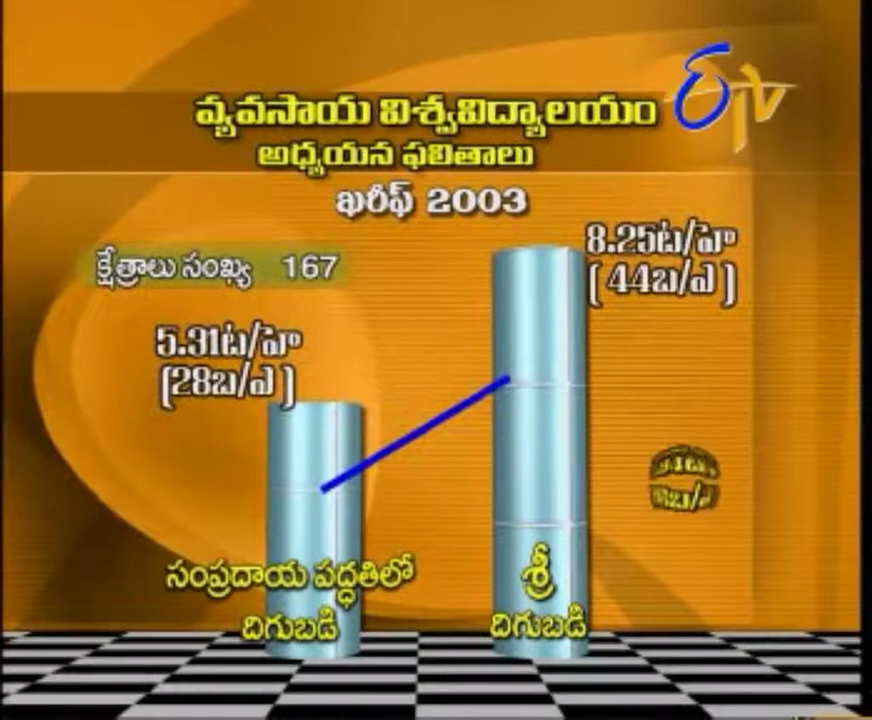 ఈTV
వ్యవసాయ విశ్వవిద్యాలయం
అధ్యయన ఫలితాలు
ఖరీఫ్ 2003
క్షేత్రాలు సంఖ్య 167
8.25ట/హె
(44బ/ఎ)
5.31ట/హె
(28బ/ఎ)
సంప్రదాయ పద్ధతిలో
దిగుబడి
శ్రీ
దిగుబడి